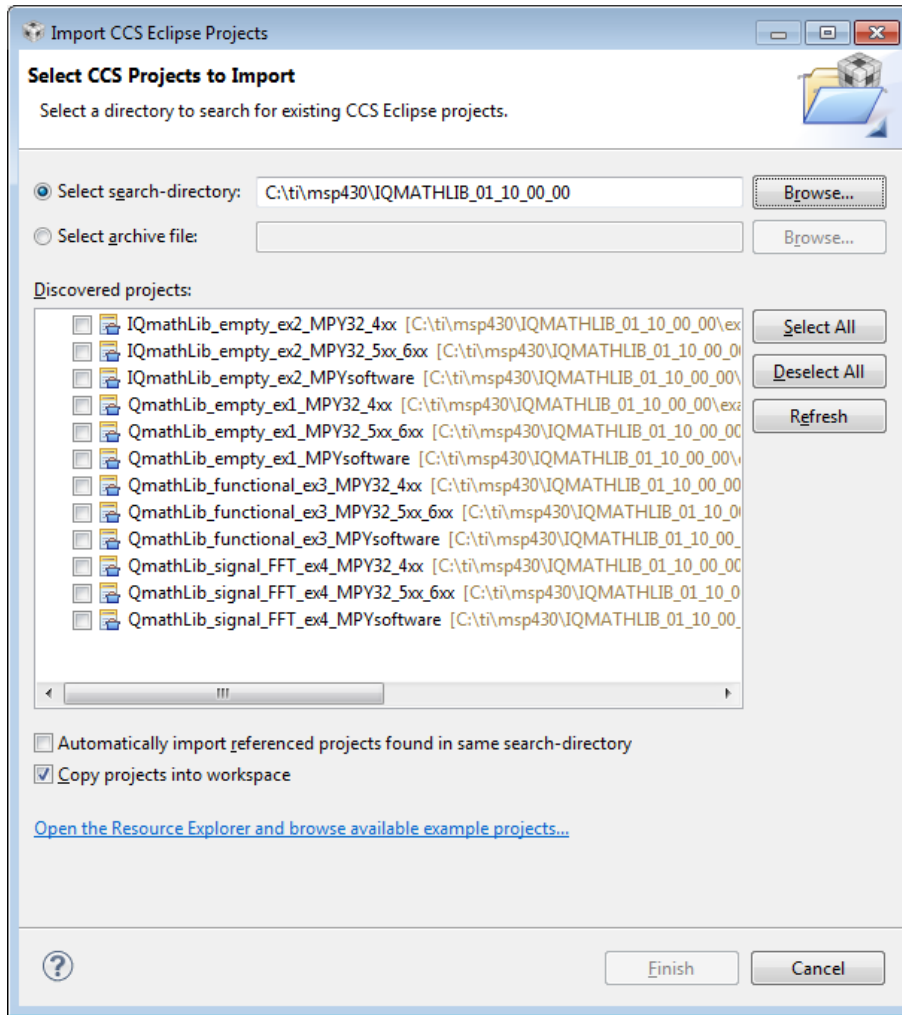 Import CCS Eclipse Projects
Select CCS Projects to Import
Select a directory to search for existing CCS Eclipse projects.
Select search-directory: C:\ti\msp430\IQMATHLIB_01_10_00_00 Browse...
Select archive file: Browse...
Discovered projects:
IQmathLib_empty_ex2_MPY32_4xx [C:\ti\msp430\IQMATHLIB_01_10_00_00\ex
IQmathLib_empty_ex2_MPY32_5xx_6xx [C:\ti\msp430\IQMATHLIB_01_10_00_0
IQmathLib_empty_ex2_MPYsoftware [C:\ti\msp430\IQMATHLIB_01_10_00_00\
QmathLib_empty_ex1_MPY32_4xx [C:\ti\msp430\IQMATHLIB_01_10_00_00\exa
QmathLib_empty_ex1_MPY32_5xx_6xx [C:\ti\msp430\IQMATHLIB_01_10_00_00
QmathLib_empty_ex1_MPYsoftware [C:\ti\msp430\IQMATHLIB_01_10_00_00\
QmathLib_functional_ex3_MPY32_4xx [C:\ti\msp430\IQMATHLIB_01_10_00_00
QmathLib_functional_ex3_MPY32_5xx_6xx [C:\ti\msp430\IQMATHLIB_01_10_0
QmathLib_functional_ex3_MPYsoftware [C:\ti\msp430\IQMATHLIB_01_10_00_
QmathLib_signal_FFT_ex4_MPY32_4xx [C:\ti\msp430\IQMATHLIB_01_10_00_00
QmathLib_signal_FFT_ex4_MPY32_5xx_6xx [C:\ti\msp430\IQMATHLIB_01_10_0
QmathLib_signal_FFT_ex4_MPYsoftware [C:\ti\msp430\IQMATHLIB_01_10_00_
Select All
Deselect All
Refresh
Automatically import referenced projects found in same search-directory
Copy projects into workspace
Open the Resource Explorer and browse available example projects...
? Finish Cancel